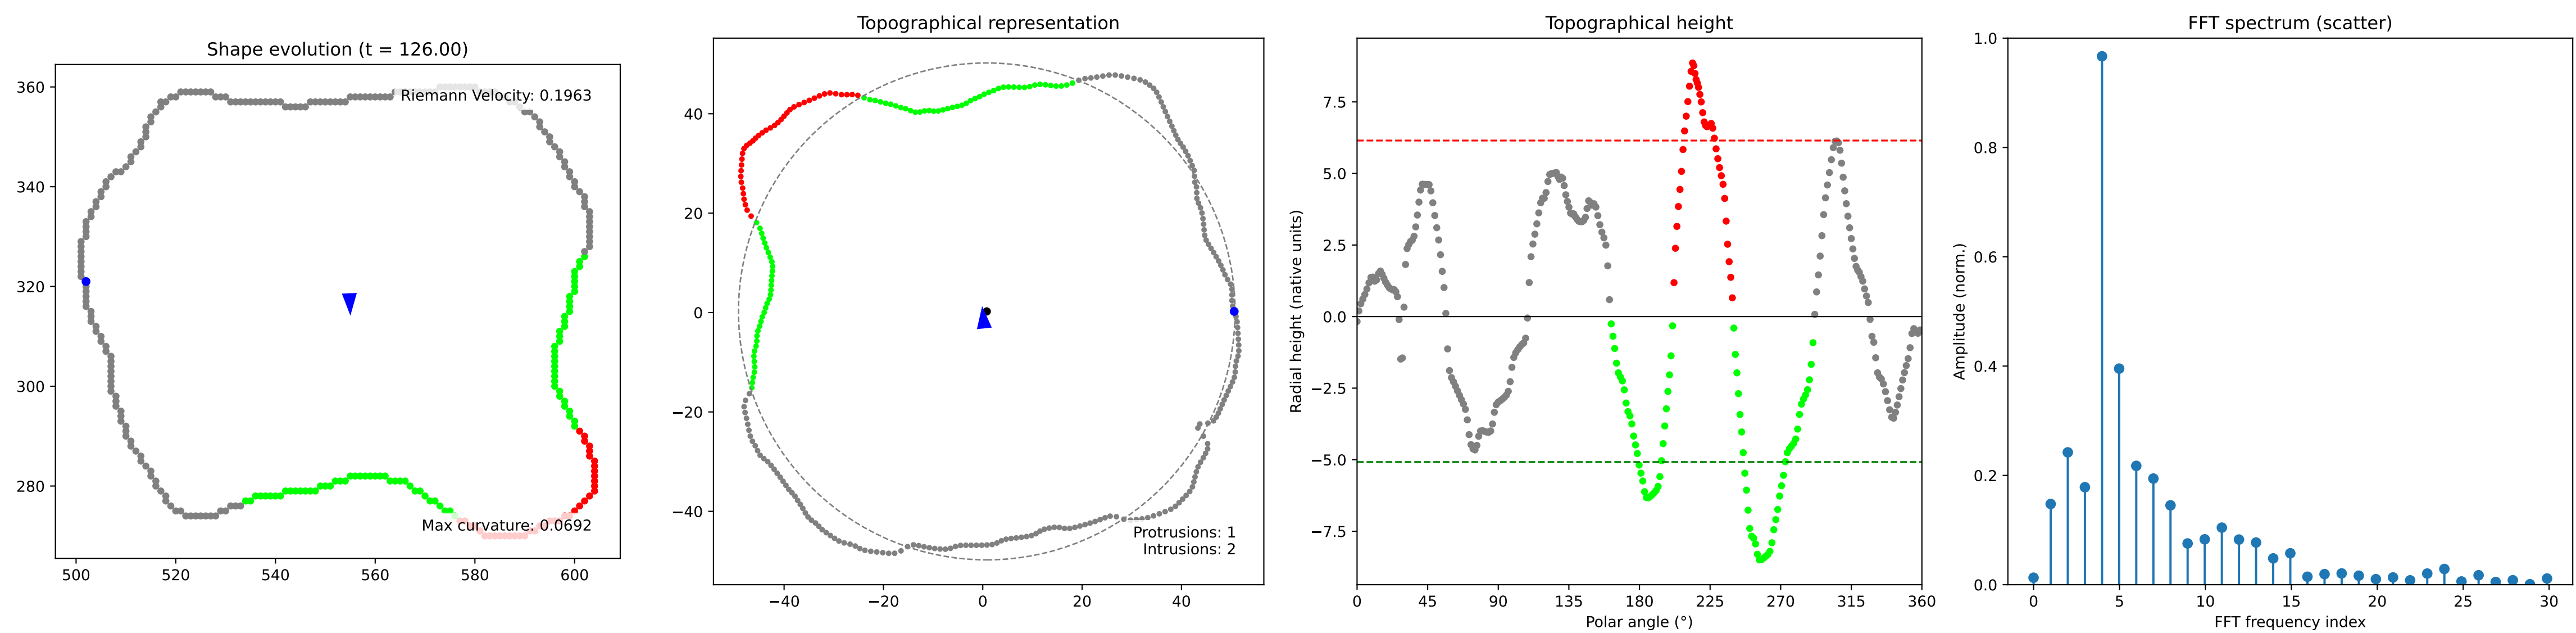 Shape evolution (t = 126.00)
Riemann Velocity: 0.1963
Max curvature: 0.0692
360
340
320
300
280
500 520 540 560 580 600
Topographical representation
Protrusions: 1
Intrusions: 2
40
20
0
−20
−40
−40 −20 0 20 40
Topographical height
Radial height (native units)
7.5
5.0
2.5
0.0
−2.5
−5.0
−7.5
0 45 90 135 180 225 270 315 360
Polar angle (°)
FFT spectrum (scatter)
Amplitude (norm.)
1.0
0.8
0.6
0.4
0.2
0.0
0 5 10 15 20 25 30
FFT frequency index